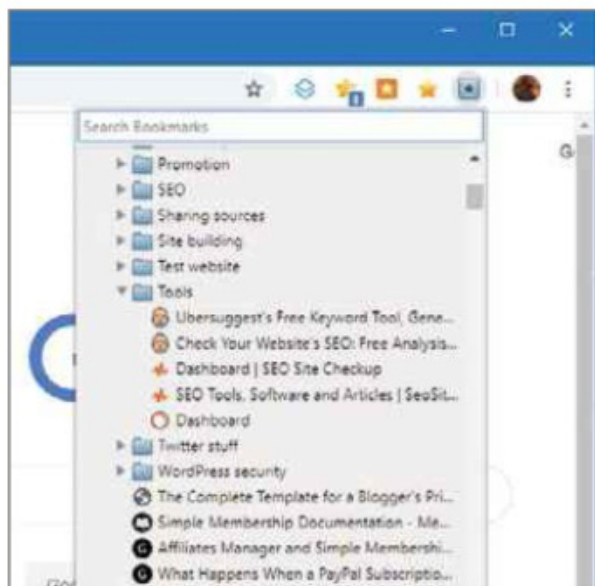 Search Bookmarks
Promotion
SEO
Sharing sources
Site building
Test website
Tools
Ubersuggest's Free Keyword Tool, Gene...
Check Your Website's SEO: Free Analysis...
Dashboard | SEO Site Checkup
SEO Tools, Software and Articles | SeoSit...
Dashboard
Twitter stuff
WordPress security
The Complete Template for a Blogger's Pri...
Simple Membership Documentation - Me...
Affiliates Manager and Simple Membershi...
What Happens When a PayPal Subscriptio...